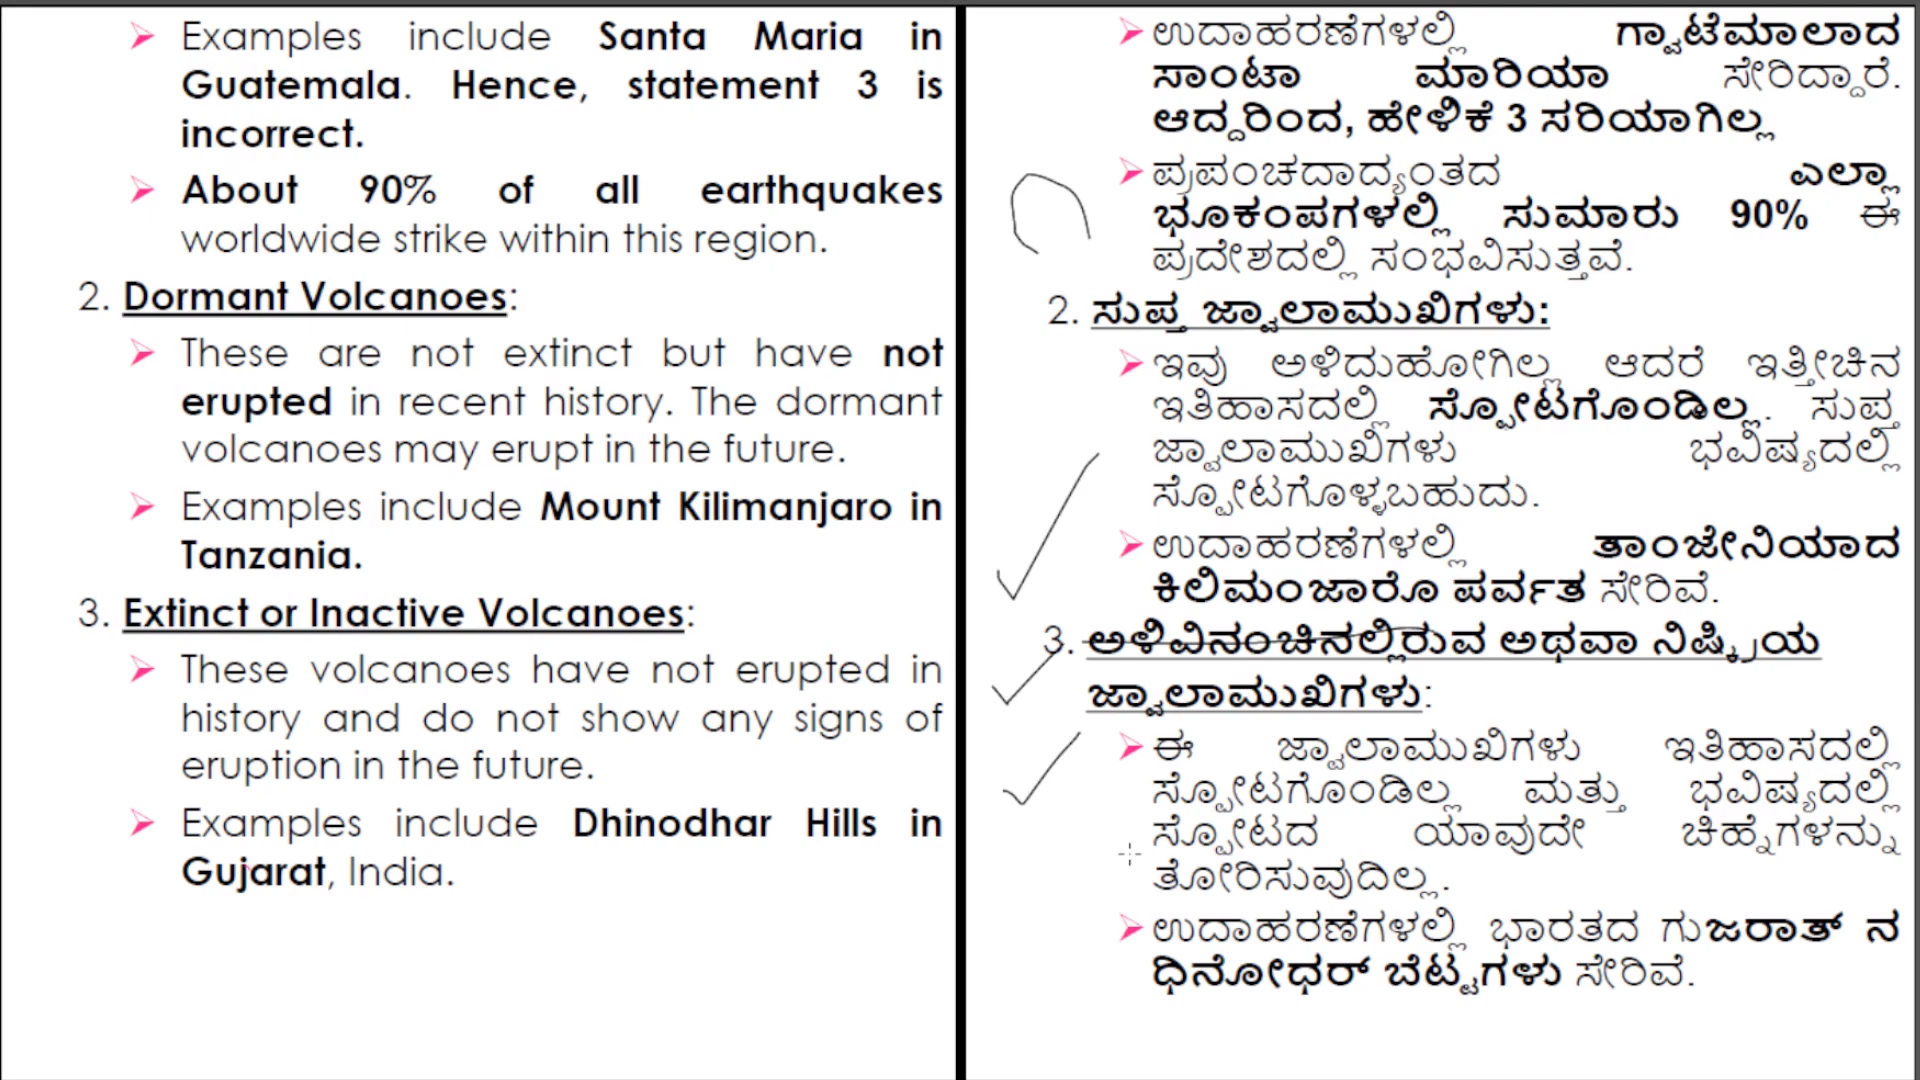 ➢ Examples include Santa Maria in
Guatemala. Hence, statement 3 is
incorrect.
➢ About 90% of all earthquakes
worldwide strike within this region.
2. Dormant Volcanoes:
➢ These are not extinct but have not
erupted in recent history. The dormant
volcanoes may erupt in the future.
➢ Examples include Mount Kilimanjaro in
Tanzania.
3. Extinct or Inactive Volcanoes:
➢ These volcanoes have not erupted in
history and do not show any signs of
eruption in the future.
➢ Examples include Dhinodhar Hills in
Gujarat, India.
➢ ಉದಾಹರಣೆಗಳಲ್ಲಿ ಗ್ವಾಟೆಮಾಲಾದ
ಸಾಂಟಾ ಮಾರಿಯಾ ಸೇರಿದ್ದಾರೆ.
ಆದ್ದರಿಂದ, ಹೇಳಿಕೆ 3 ಸರಿಯಾಗಿಲ್ಲ
➢ ಪ್ರಪಂಚದಾದ್ಯಂತದ ಎಲ್ಲಾ
ಭೂಕಂಪಗಳಲ್ಲಿ ಸುಮಾರು 90% ಈ
ಪ್ರದೇಶದಲ್ಲಿ ಸಂಭವಿಸುತ್ತವೆ.
2. ಸುಪ್ತ ಜ್ವಾಲಾಮುಖಿಗಳು:
➢ ಇವು ಅಳಿದುಹೋಗಿಲ್ಲ ಆದರೆ ಇತ್ತೀಚಿನ
ಇತಿಹಾಸದಲ್ಲಿ ಸ್ಫೋಟಗೊಂಡಿಲ್ಲ. ಸುಪ್ತ
ಜ್ವಾಲಾಮುಖಿಗಳು ಭವಿಷ್ಯದಲ್ಲಿ
ಸ್ಫೋಟಗೊಳ್ಳಬಹುದು.
➢ ಉದಾಹರಣೆಗಳಲ್ಲಿ ತಾಂಜೇನಿಯಾದ
ಕಿಲಿಮಂಜಾರೊ ಪರ್ವತ ಸೇರಿವೆ.
3. ಅಳಿವಿನಂಚಿನಲ್ಲಿರುವ ಅಥವಾ ನಿಷ್ಕ್ರಿಯ
ಜ್ವಾಲಾಮುಖಿಗಳು:
➢ ಈ ಜ್ವಾಲಾಮುಖಿಗಳು ಇತಿಹಾಸದಲ್ಲಿ
ಸ್ಫೋಟಗೊಂಡಿಲ್ಲ ಮತ್ತು ಭವಿಷ್ಯದಲ್ಲಿ
ಸ್ಫೋಟದ ಯಾವುದೇ ಚಿಹ್ನೆಗಳನ್ನು
ತೋರಿಸುವುದಿಲ್ಲ.
➢ ಉದಾಹರಣೆಗಳಲ್ಲಿ ಭಾರತದ ಗುಜರಾತ್ ನ
ಧಿನೋಧರ್ ಬೆಟ್ಟಗಳು ಸೇರಿವೆ.